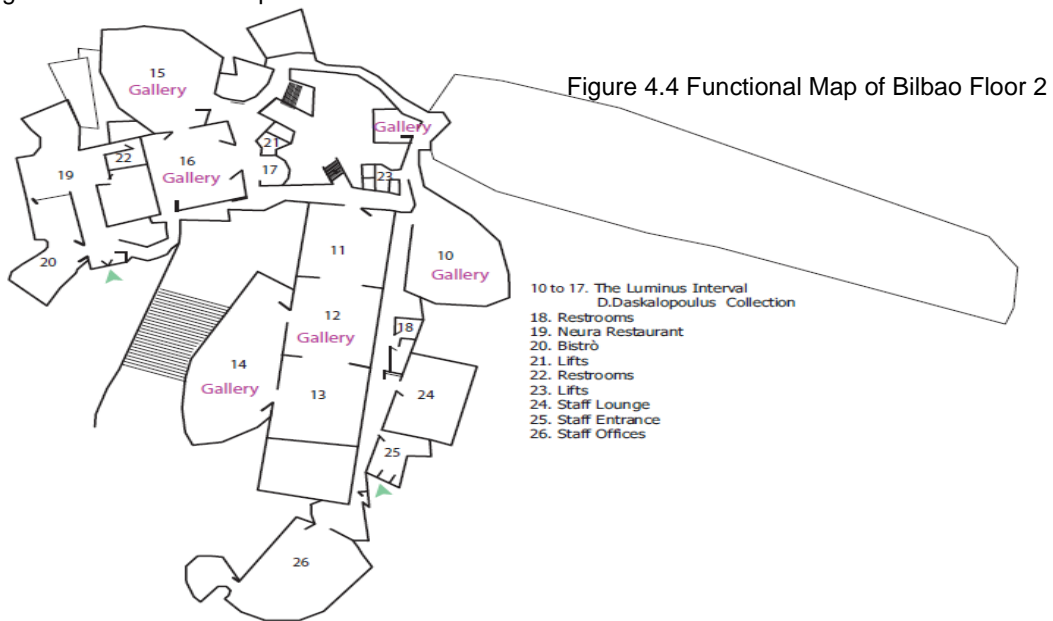 Figure 4.4 Functional Map of Bilbao Floor 2
15
Gallery
Gallery
21
22
16
Gallery
17
23
19
11
10
Gallery
20
12
Gallery
18
14
Gallery
13
24
25
26
10 to 17. The Luminus Interval
D.Daskalopoulus Collection
18. Restrooms
19. Neura Restaurant
20. Bistrò
21. Lifts
22. Restrooms
23. Lifts
24. Staff Lounge
25. Staff Entrance
26. Staff Offices